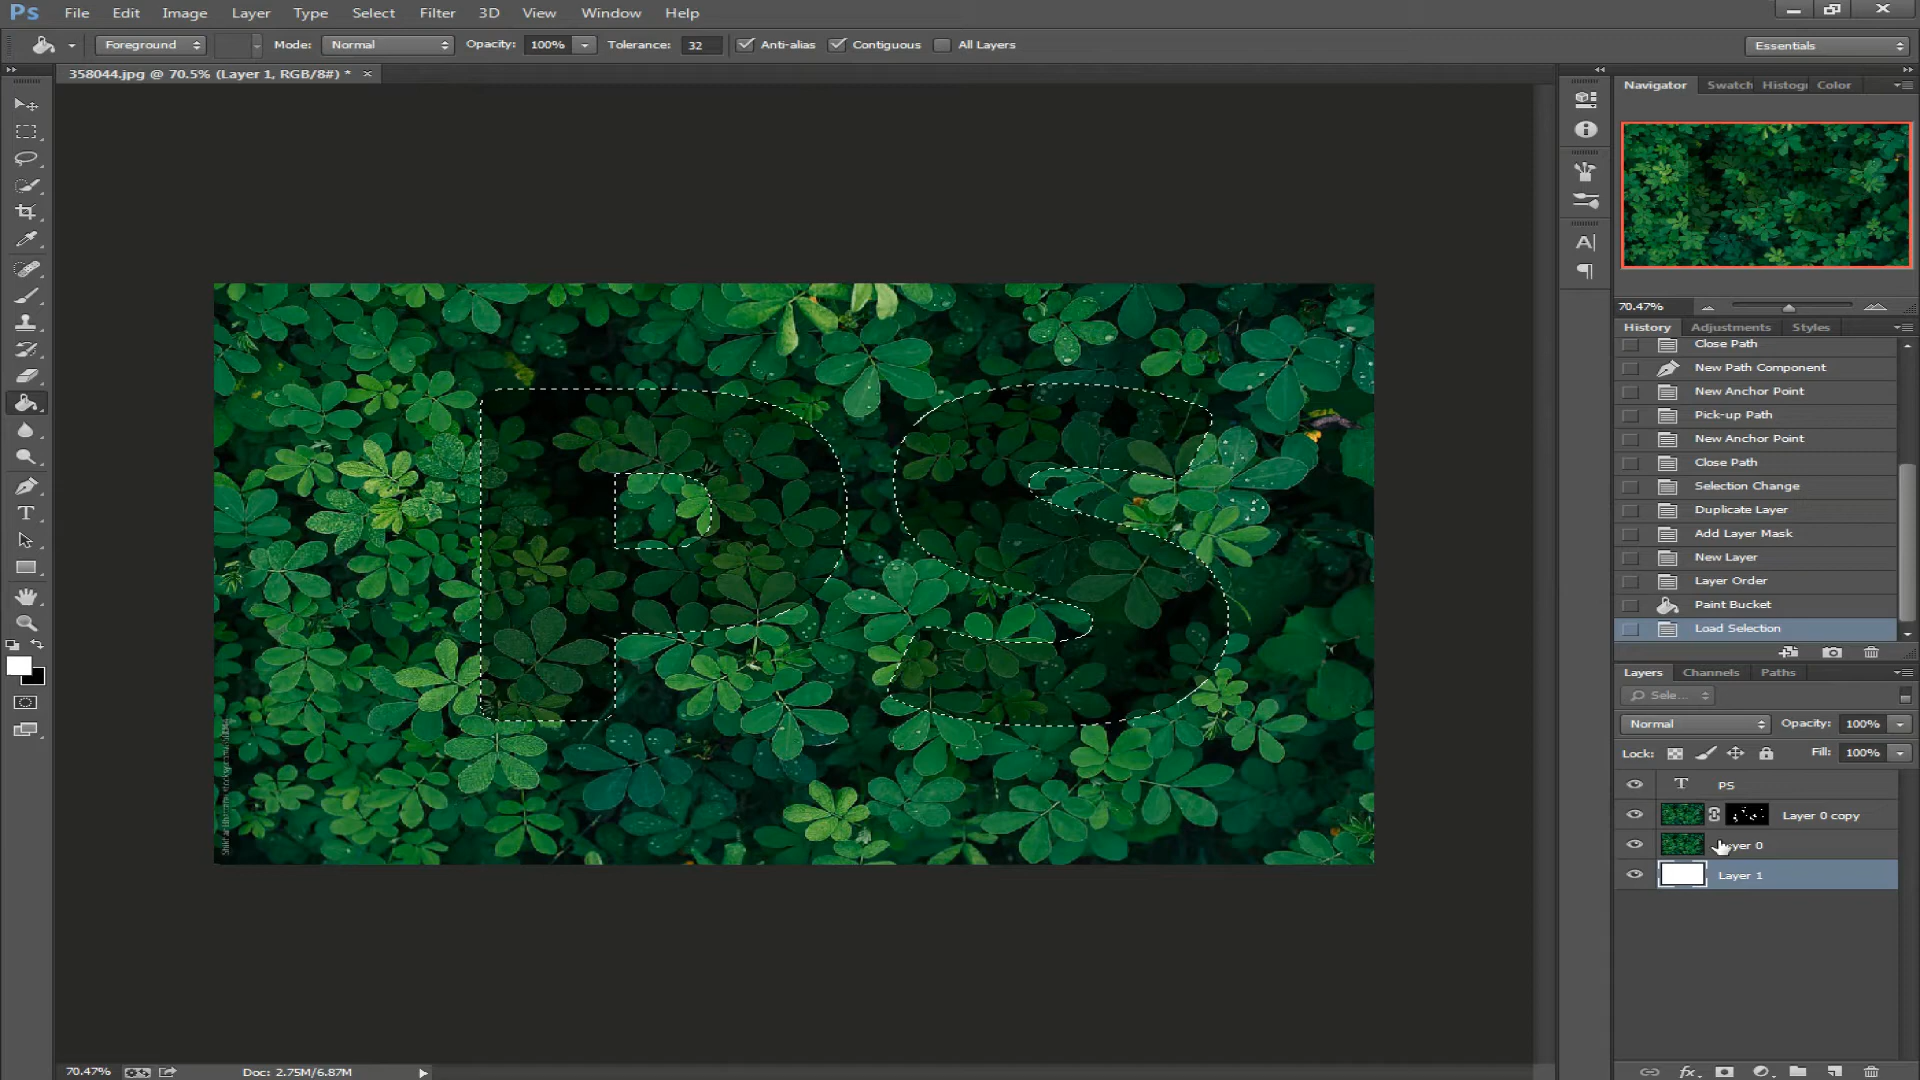 Ps File Edit Image Layer Type Select Filter 3D View Window Help
Foreground Mode: Normal Opacity: 100% Tolerance: 32 Anti-alias Contiguous All Layers Essentials
358044.jpg @ 70.5% (Layer 1, RGB/8#) * ×
Navigator Swatch Histogr Color
70.47%
History Adjustments Styles
Close Path
New Path Component
New Anchor Point
Pick-up Path
New Anchor Point
Close Path
Selection Change
Duplicate Layer
Add Layer Mask
New Layer
Layer Order
Paint Bucket
Load Selection
Layers Channels Paths
Sele...
Normal Opacity: 100%
Lock: Fill: 100%
T PS
Layer 0 copy
yer 0
Layer 1
fx
70.47% Doc: 2.75M/6.87M